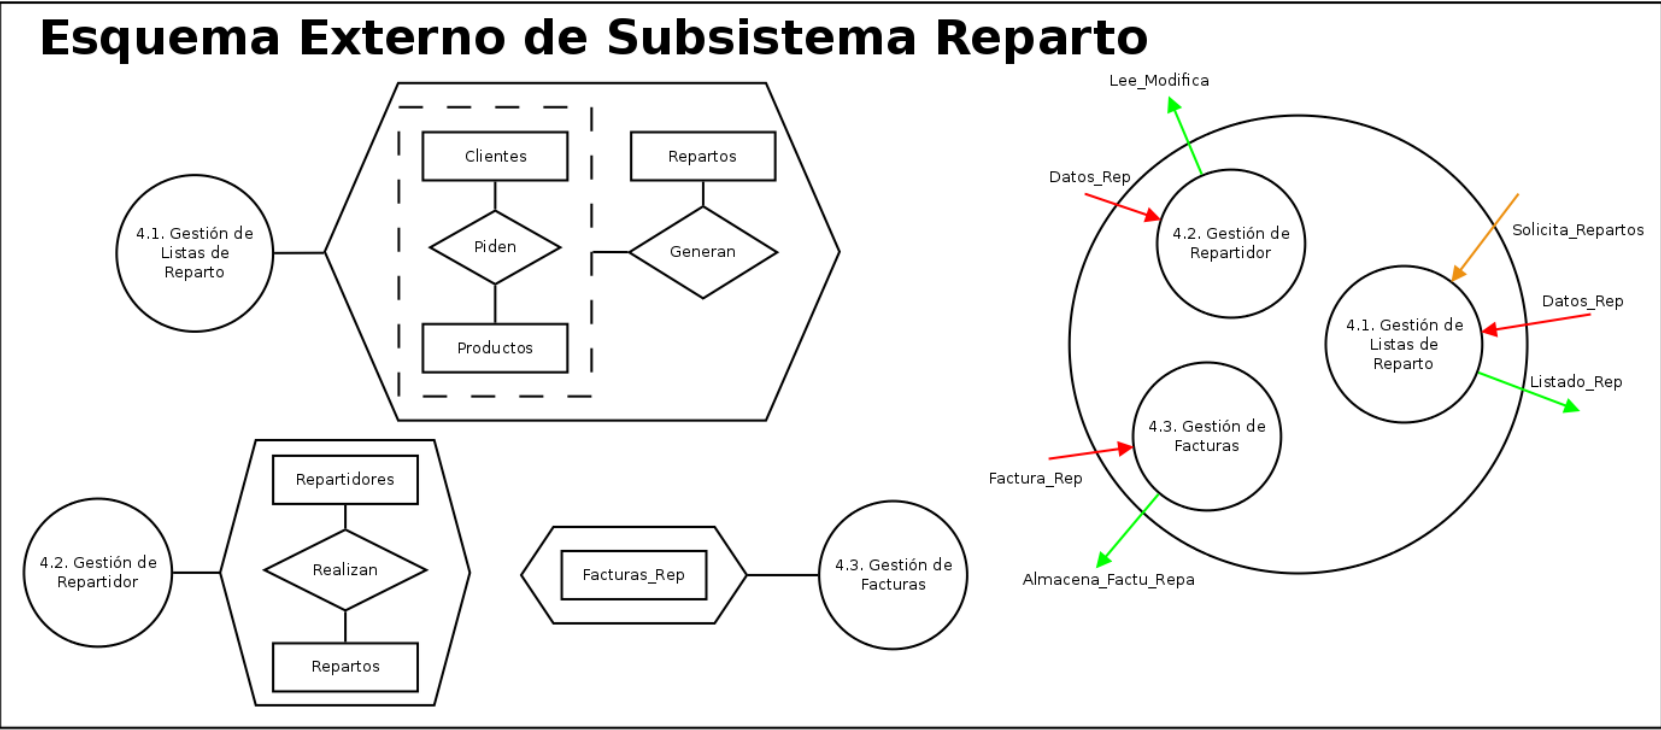 Esquema Externo de Subsistema Reparto
4.1. Gestión de
Listas de
Reparto
Clientes
Piden
Productos
Repartos
Generan
4.2. Gestión de
Repartidor
Repartidores
Realizan
Repartos
Facturas_Rep
4.3. Gestión de
Facturas
Lee_Modifica
Datos_Rep
4.2. Gestión de
Repartidor
Solicita_Repartos
Datos_Rep
4.1. Gestión de
Listas de
Reparto
Listado_Rep
4.3. Gestión de
Facturas
Factura_Rep
Almacena_Factu_Repa